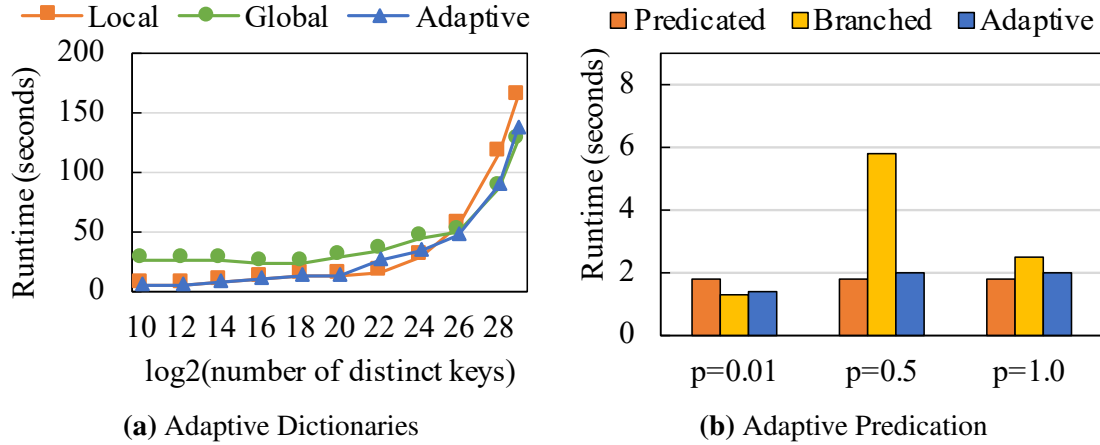 Local Global Adaptive
200
150
100
50
0
Runtime (seconds)
10 12 14 16 18 20 22 24 26 28
log2(number of distinct keys)
(a) Adaptive Dictionaries
Predicated Branched Adaptive
8
6
4
2
0
Runtime (seconds)
p=0.01 p=0.5 p=1.0
(b) Adaptive Predication